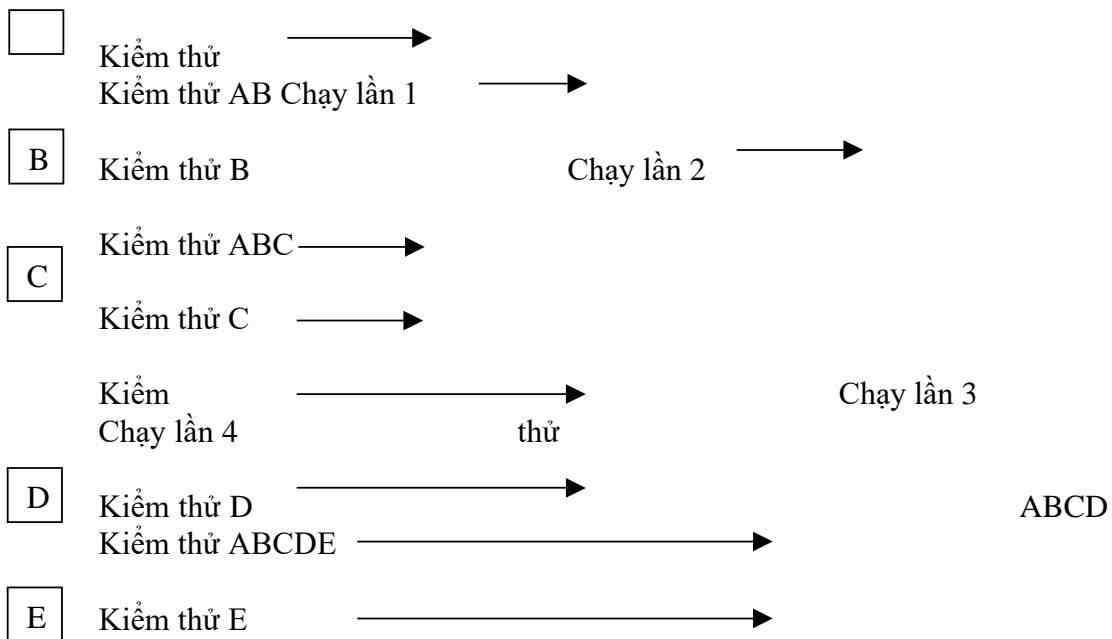 Kiểm thử
Kiểm thử AB Chạy lần 1
B
Kiểm thử B Chạy lần 2
Kiểm thử ABC
C
Kiểm thử C
Kiểm Chạy lần 3
Chạy lần 4 thử
D
Kiểm thử D ABCD
Kiểm thử ABCDE
E
Kiểm thử E